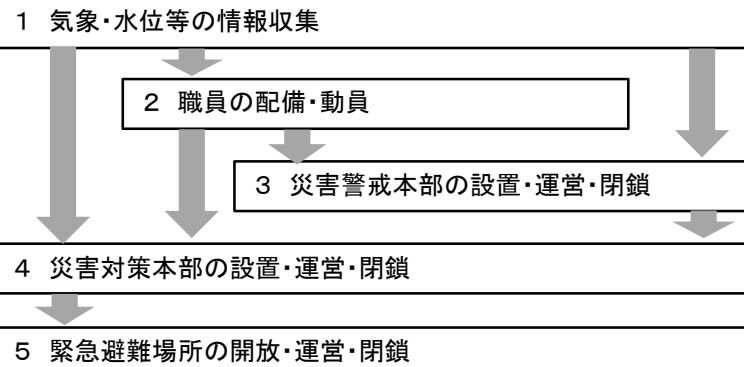 １ 気象・水位等の情報収集
２ 職員の配備・動員
３ 災害警戒本部の設置・運営・閉鎖
４ 災害対策本部の設置・運営・閉鎖
５ 緊急避難場所の開放・運営・閉鎖